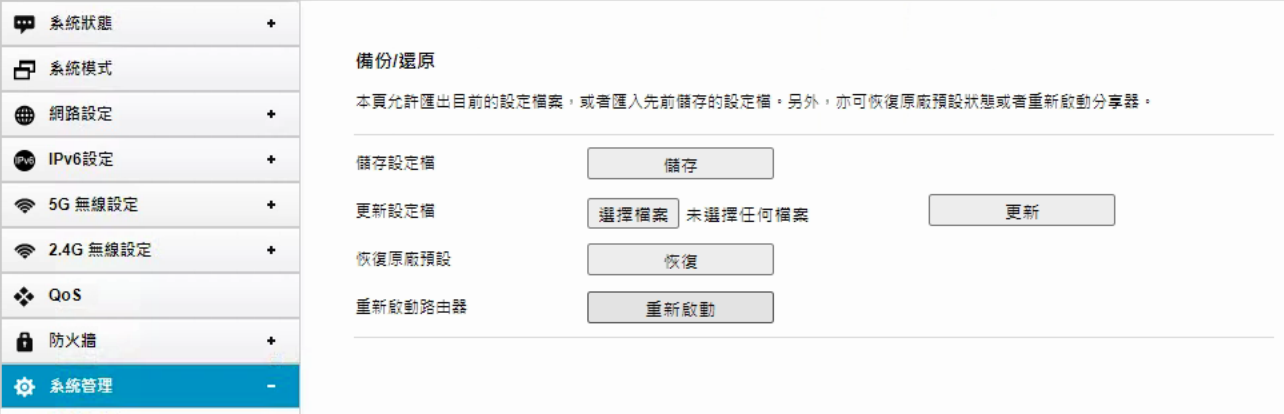 系統狀態 +
系統模式
網路設定 +
IPv6 IPv6設定 +
5G 無線設定 +
2.4G 無線設定 +
QoS
防火牆 +
系統管理 -
備份/還原
本頁允許匯出目前的設定檔案，或者匯入先前儲存的設定檔。另外，亦可恢復原廠預設狀態或者重新啟動分享器。
儲存設定檔 儲存
更新設定檔 選擇檔案 未選擇任何檔案 更新
恢復原廠預設 恢復
重新啟動路由器 重新啟動